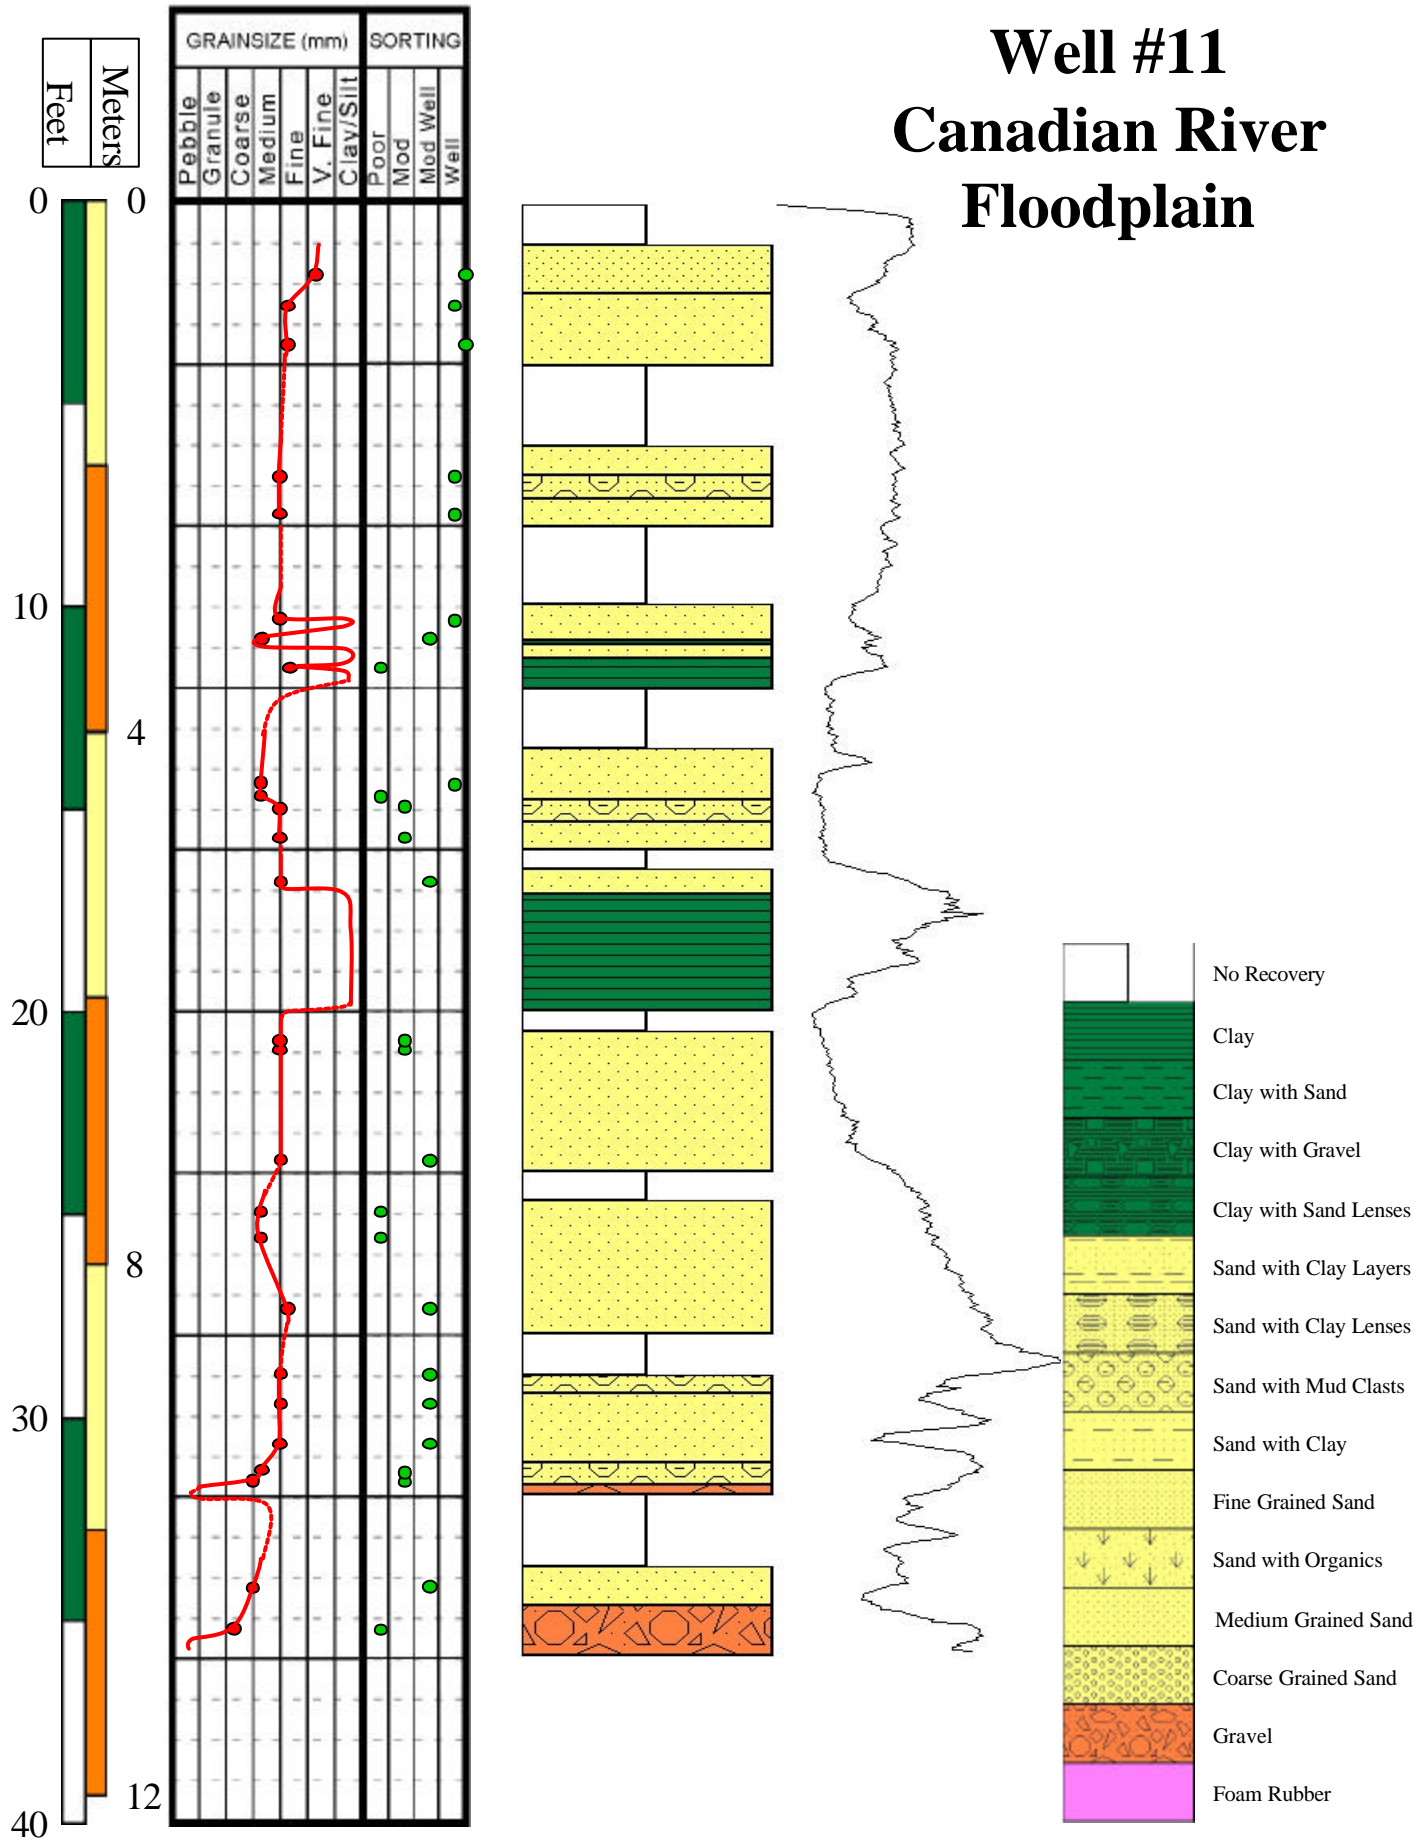 Well #11
Canadian River
Floodplain
Feet
Meters
GRAINSIZE (mm)
SORTING
Pebble
Granule
Coarse
Medium
Fine
V. Fine
Clay/Silt
Poor
Mod
Mod Well
Well
0
0
10
4
20
8
30
12
40
No Recovery
Clay
Clay with Sand
Clay with Gravel
Clay with Sand Lenses
Sand with Clay Layers
Sand with Clay Lenses
Sand with Mud Clasts
Sand with Clay
Fine Grained Sand
Sand with Organics
Medium Grained Sand
Coarse Grained Sand
Gravel
Foam Rubber